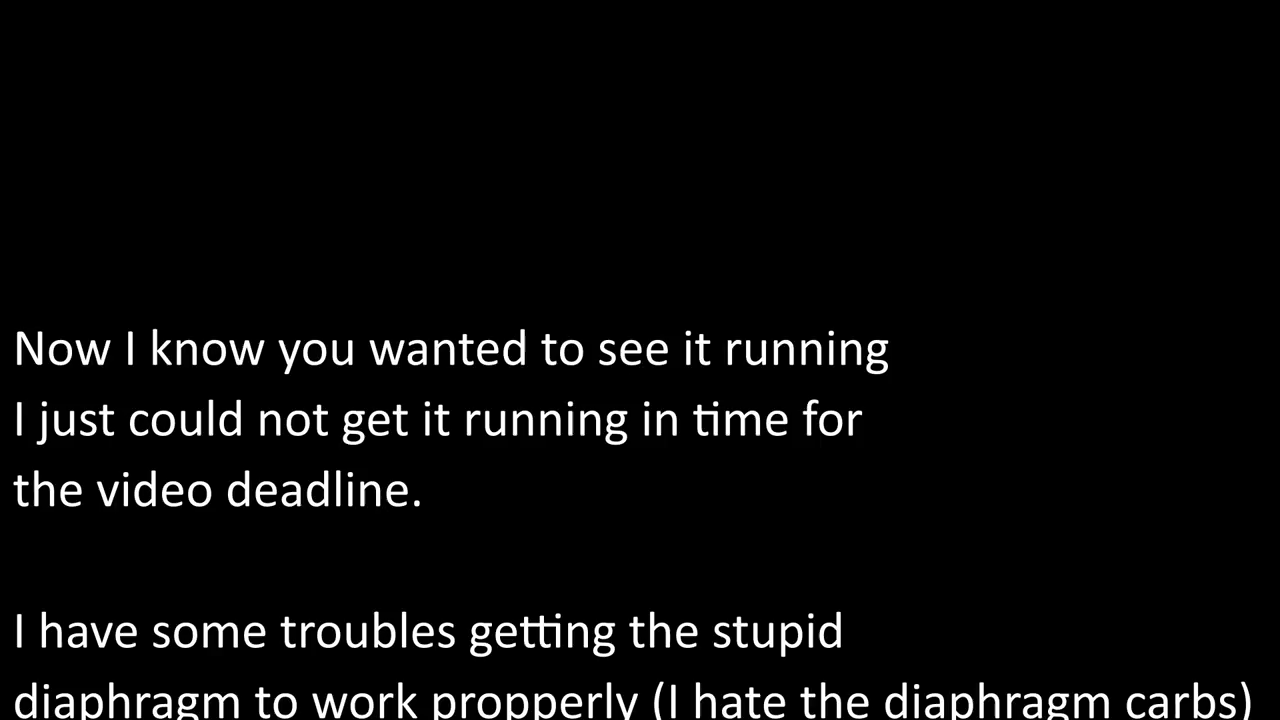 Now I know you wanted to see it running
I just could not get it running in time for
the video deadline.
I have some troubles getting the stupid
diaphragm to work propperly (I hate the diaphragm carbs)